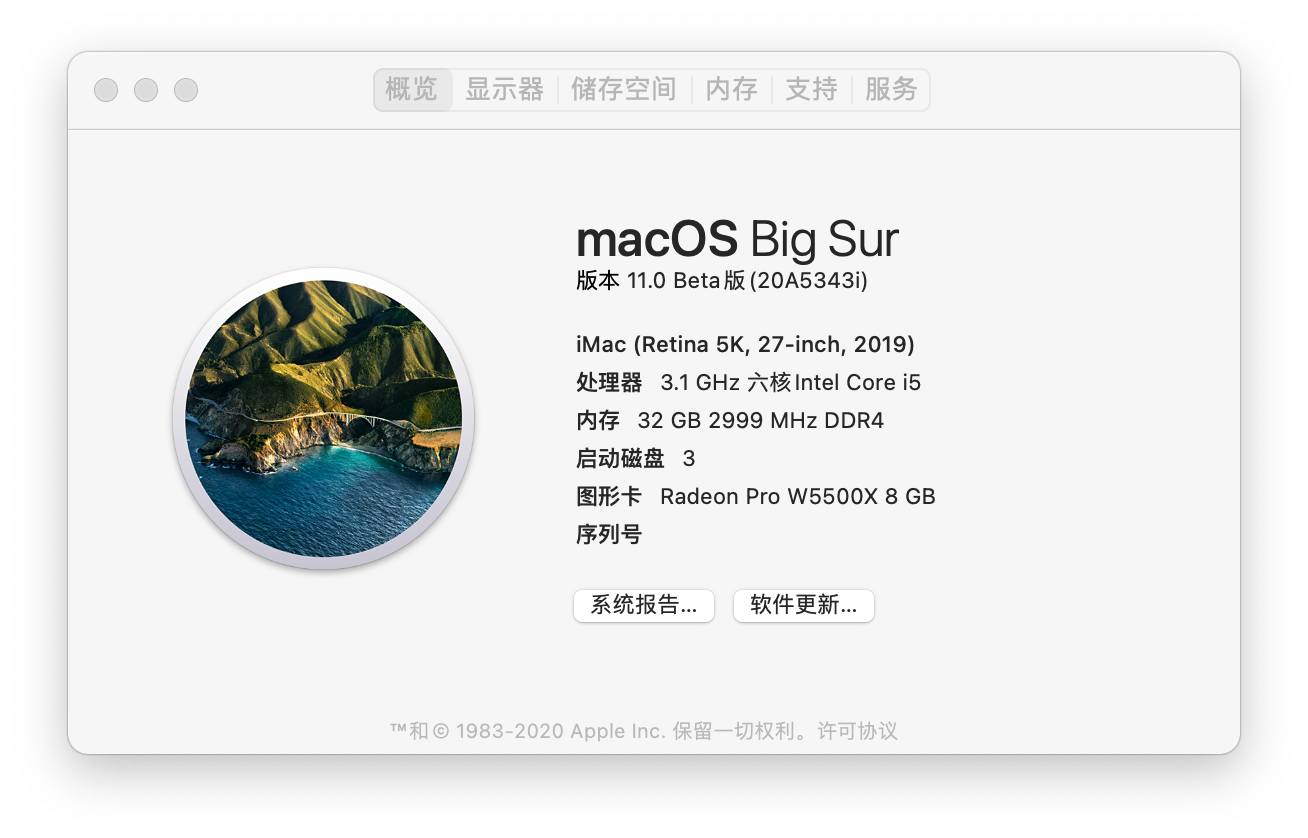 概览 显示器 储存空间 内存 支持 服务
macOS Big Sur
版本 11.0 Beta版(20A5343i)
iMac (Retina 5K, 27-inch, 2019)
处理器 3.1 GHz 六核Intel Core i5
内存 32 GB 2999 MHz DDR4
启动磁盘 3
图形卡 Radeon Pro W5500X 8 GB
序列号
系统报告... 软件更新...
™和© 1983-2020 Apple Inc. 保留一切权利。许可协议